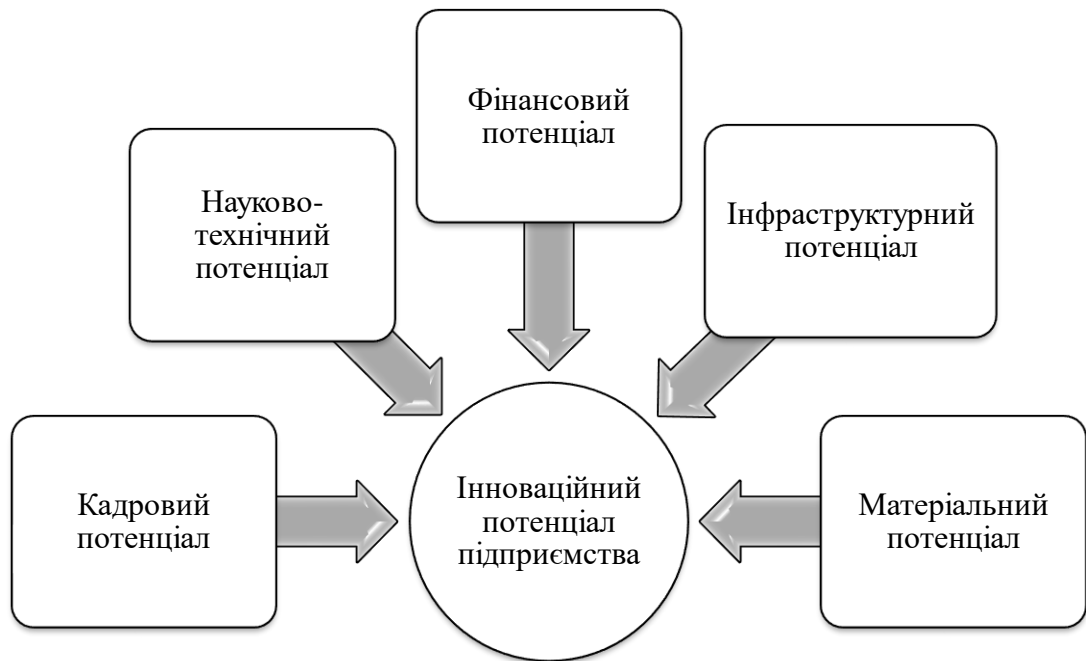 Фінансовий
потенціал
Науково-
технічний
потенціал
Інфраструктурний
потенціал
Кадровий
потенціал
Інноваційний
потенціал
підприємства
Матеріальний
потенціал